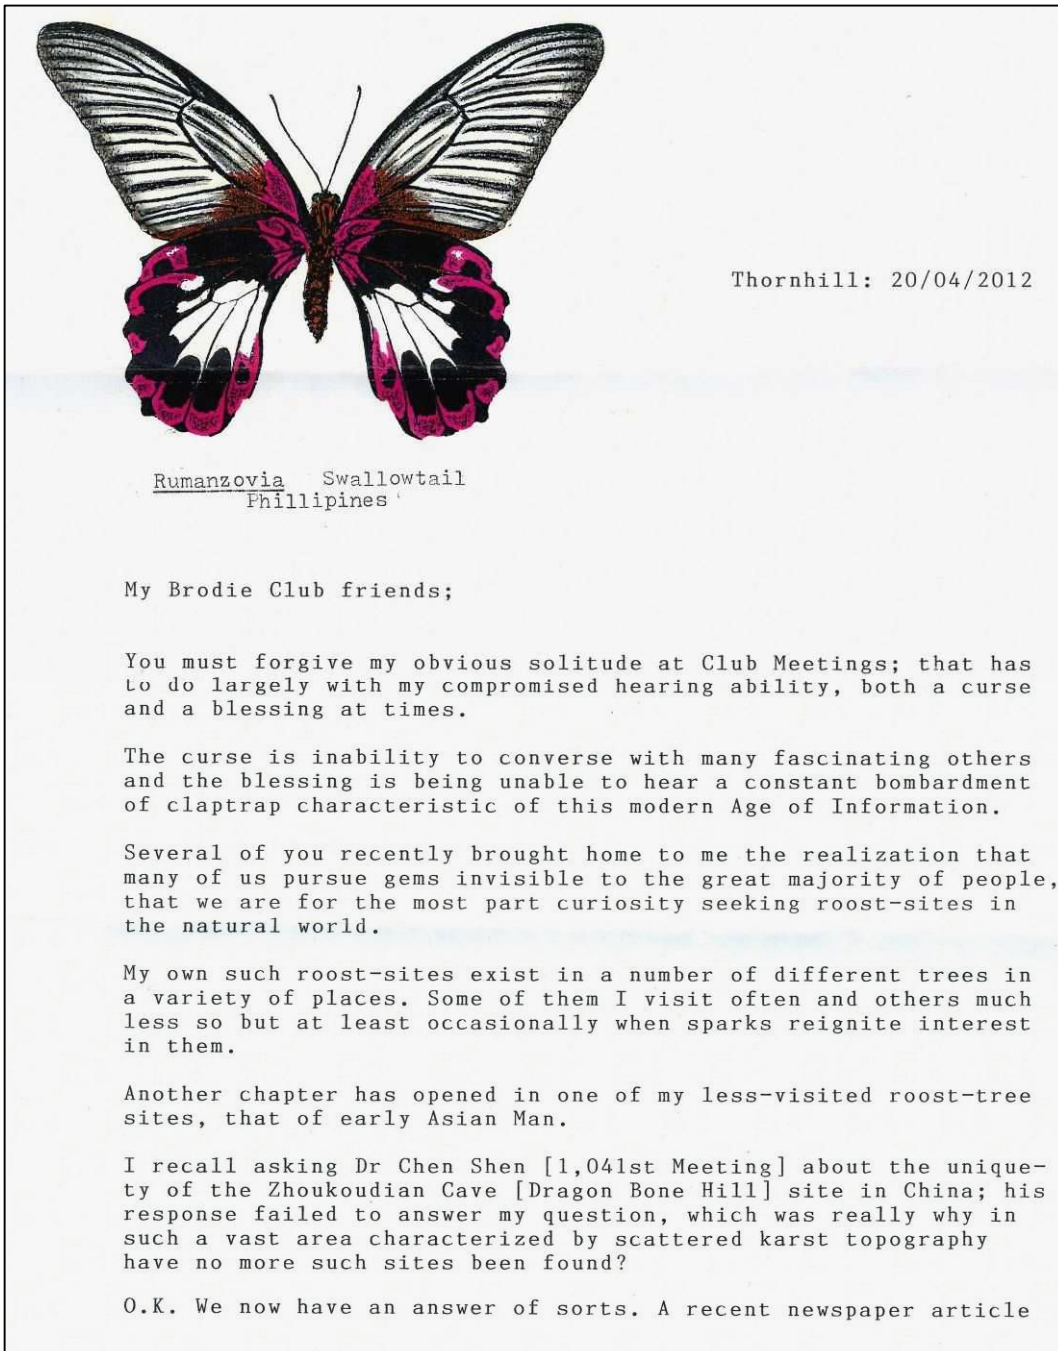 Thornhill: 20/04/2012
Rumanzovia Swallowtail
Phillipines
My Brodie Club friends;
You must forgive my obvious solitude at Club Meetings; that has
to do largely with my compromised hearing ability, both a curse
and a blessing at times.
The curse is inability to converse with many fascinating others
and the blessing is being unable to hear a constant bombardment
of claptrap characteristic of this modern Age of Information.
Several of you recently brought home to me the realization that
many of us pursue gems invisible to the great majority of people,
that we are for the most part curiosity seeking roost-sites in
the natural world.
My own such roost-sites exist in a number of different trees in
a variety of places. Some of them I visit often and others much
less so but at least occasionally when sparks reignite interest
in them.
Another chapter has opened in one of my less-visited roost-tree
sites, that of early Asian Man.
I recall asking Dr Chen Shen [1,041st Meeting] about the unique-
ty of the Zhoukoudian Cave [Dragon Bone Hill] site in China; his
response failed to answer my question, which was really why in
such a vast area characterized by scattered karst topography
have no more such sites been found?
O.K. We now have an answer of sorts. A recent newspaper article